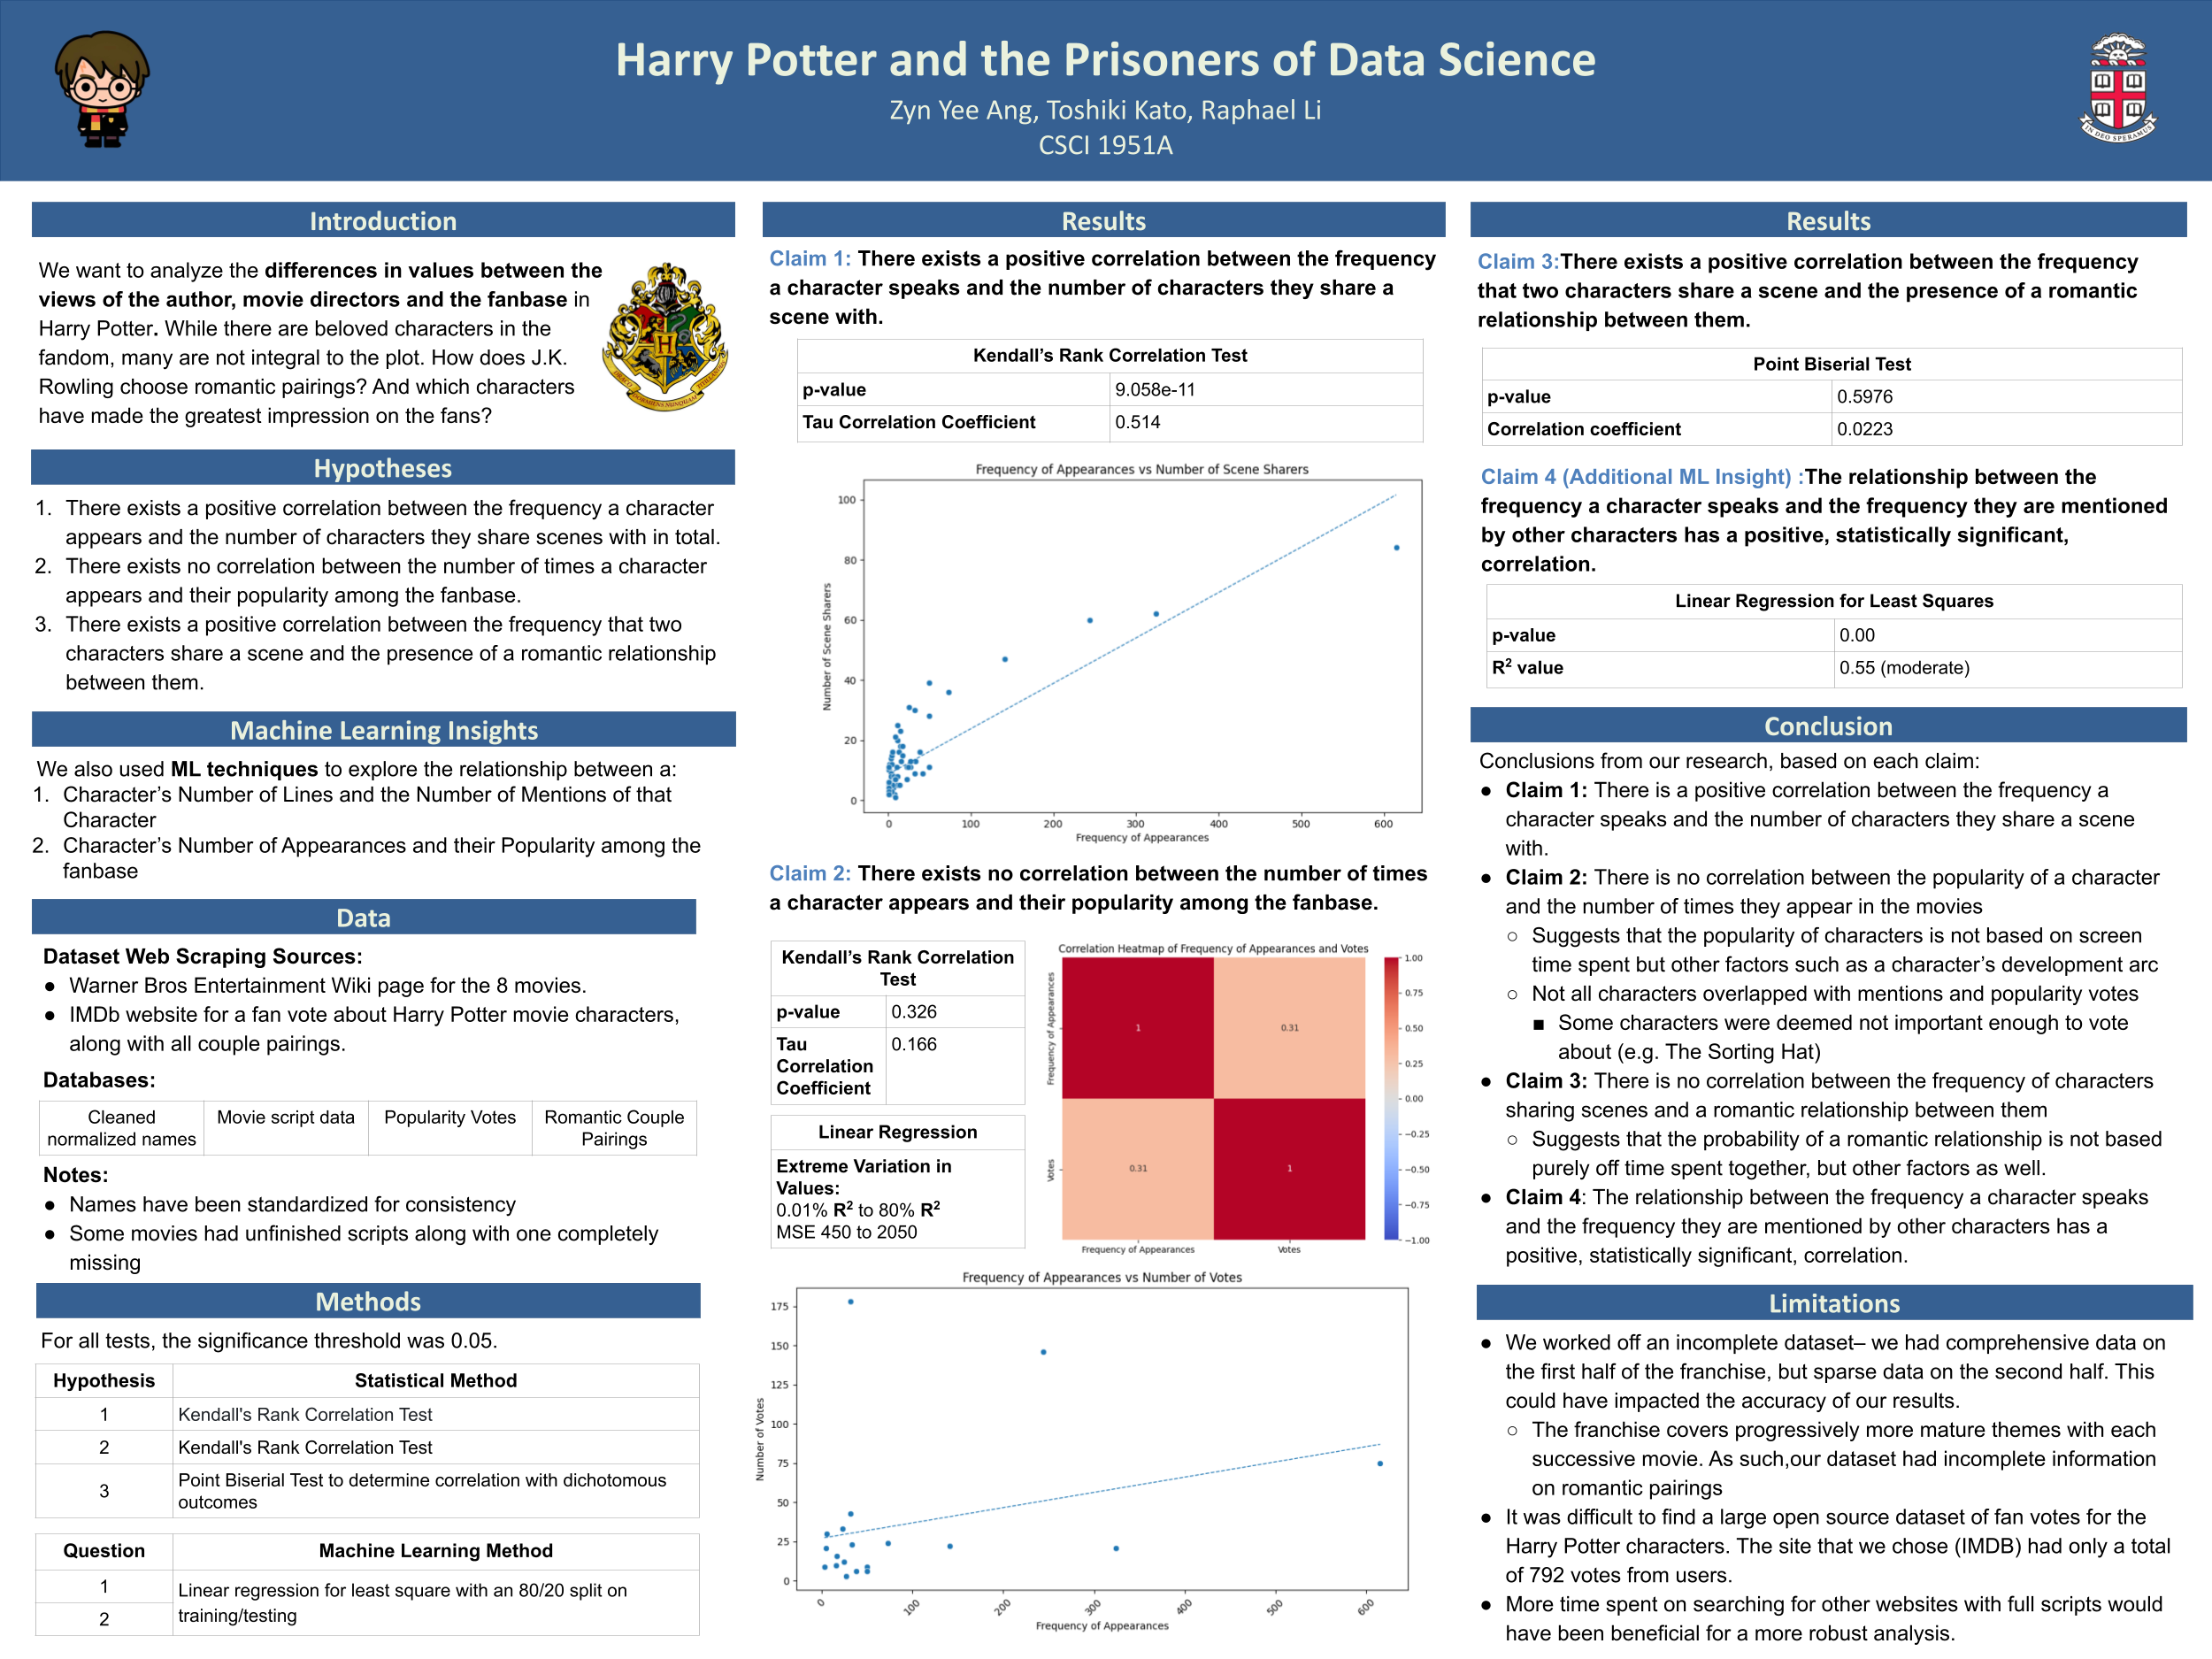 Harry Potter and the Prisoners of Data Science
Zyn Yee Ang, Toshiki Kato, Raphael Li
CSCI 1951A
IN DEO SPERAMUS
Introduction
We want to analyze the differences in values between the
views of the author, movie directors and the fanbase in
Harry Potter. While there are beloved characters in the
fandom, many are not integral to the plot. How does J.K.
Rowling choose romantic pairings? And which characters
have made the greatest impression on the fans?
H
Hypotheses
1. There exists a positive correlation between the frequency a character
appears and the number of characters they share scenes with in total.
2. There exists no correlation between the number of times a character
appears and their popularity among the fanbase.
3. There exists a positive correlation between the frequency that two
characters share a scene and the presence of a romantic relationship
between them.
Machine Learning Insights
We also used ML techniques to explore the relationship between a:
1. Character's Number of Lines and the Number of Mentions of that
Character
2. Character's Number of Appearances and their Popularity among the
fanbase
Data
Dataset Web Scraping Sources:
● Warner Bros Entertainment Wiki page for the 8 movies.
● IMDb website for a fan vote about Harry Potter movie characters,
along with all couple pairings.
Databases:
Cleaned normalized names
Movie script data
Popularity Votes
Romantic Couple Pairings
Notes:
● Names have been standardized for consistency
● Some movies had unfinished scripts along with one completely
missing
Methods
For all tests, the significance threshold was 0.05.
Hypothesis Statistical Method
1 Kendall's Rank Correlation Test
2 Kendall's Rank Correlation Test
3 Point Biserial Test to determine correlation with dichotomous
outcomes
Question Machine Learning Method
1 Linear regression for least square with an 80/20 split on
2 training/testing
Results
Claim 1: There exists a positive correlation between the frequency
a character speaks and the number of characters they share a
scene with.
Kendall's Rank Correlation Test
p-value 9.058e-11
Tau Correlation Coefficient 0.514
Frequency of Appearances vs Number of Scene Sharers
Number of Scene Sharers
100
80
60
40
20
0
0 100 200 300 400 500 600
Frequency of Appearances
Claim 2: There exists no correlation between the number of times
a character appears and their popularity among the fanbase.
Kendall's Rank Correlation
Test
p-value 0.326
Tau 0.166
Correlation
Coefficient
Linear Regression
Extreme Variation in
Values:
0.01% R² to 80% R²
MSE 450 to 2050
Correlation Heatmap of Frequency of Appearances and Votes
Frequency of Appearances
Votes
1 0.31
0.31 1
Frequency of Appearances Votes
1.00
0.75
0.50
0.25
0.00
−0.25
−0.50
−0.75
−1.00
Frequency of Appearances vs Number of Votes
Number of Votes
175
150
125
100
75
50
25
0
0 100 200 300 400 500 600
Frequency of Appearances
Results
Claim 3:There exists a positive correlation between the frequency
that two characters share a scene and the presence of a romantic
relationship between them.
Point Biserial Test
p-value 0.5976
Correlation coefficient 0.0223
Claim 4 (Additional ML Insight) :The relationship between the
frequency a character speaks and the frequency they are mentioned
by other characters has a positive, statistically significant,
correlation.
Linear Regression for Least Squares
p-value 0.00
R² value 0.55 (moderate)
Conclusion
Conclusions from our research, based on each claim:
● Claim 1: There is a positive correlation between the frequency a
character speaks and the number of characters they share a scene
with.
● Claim 2: There is no correlation between the popularity of a character
and the number of times they appear in the movies
○ Suggests that the popularity of characters is not based on screen
time spent but other factors such as a character's development arc
○ Not all characters overlapped with mentions and popularity votes
■ Some characters were deemed not important enough to vote
about (e.g. The Sorting Hat)
● Claim 3: There is no correlation between the frequency of characters
sharing scenes and a romantic relationship between them
○ Suggests that the probability of a romantic relationship is not based
purely off time spent together, but other factors as well.
● Claim 4: The relationship between the frequency a character speaks
and the frequency they are mentioned by other characters has a
positive, statistically significant, correlation.
Limitations
● We worked off an incomplete dataset– we had comprehensive data on
the first half of the franchise, but sparse data on the second half. This
could have impacted the accuracy of our results.
○ The franchise covers progressively more mature themes with each
successive movie. As such,our dataset had incomplete information
on romantic pairings
● It was difficult to find a large open source dataset of fan votes for the
Harry Potter characters. The site that we chose (IMDB) had only a total
of 792 votes from users.
● More time spent on searching for other websites with full scripts would
have been beneficial for a more robust analysis.